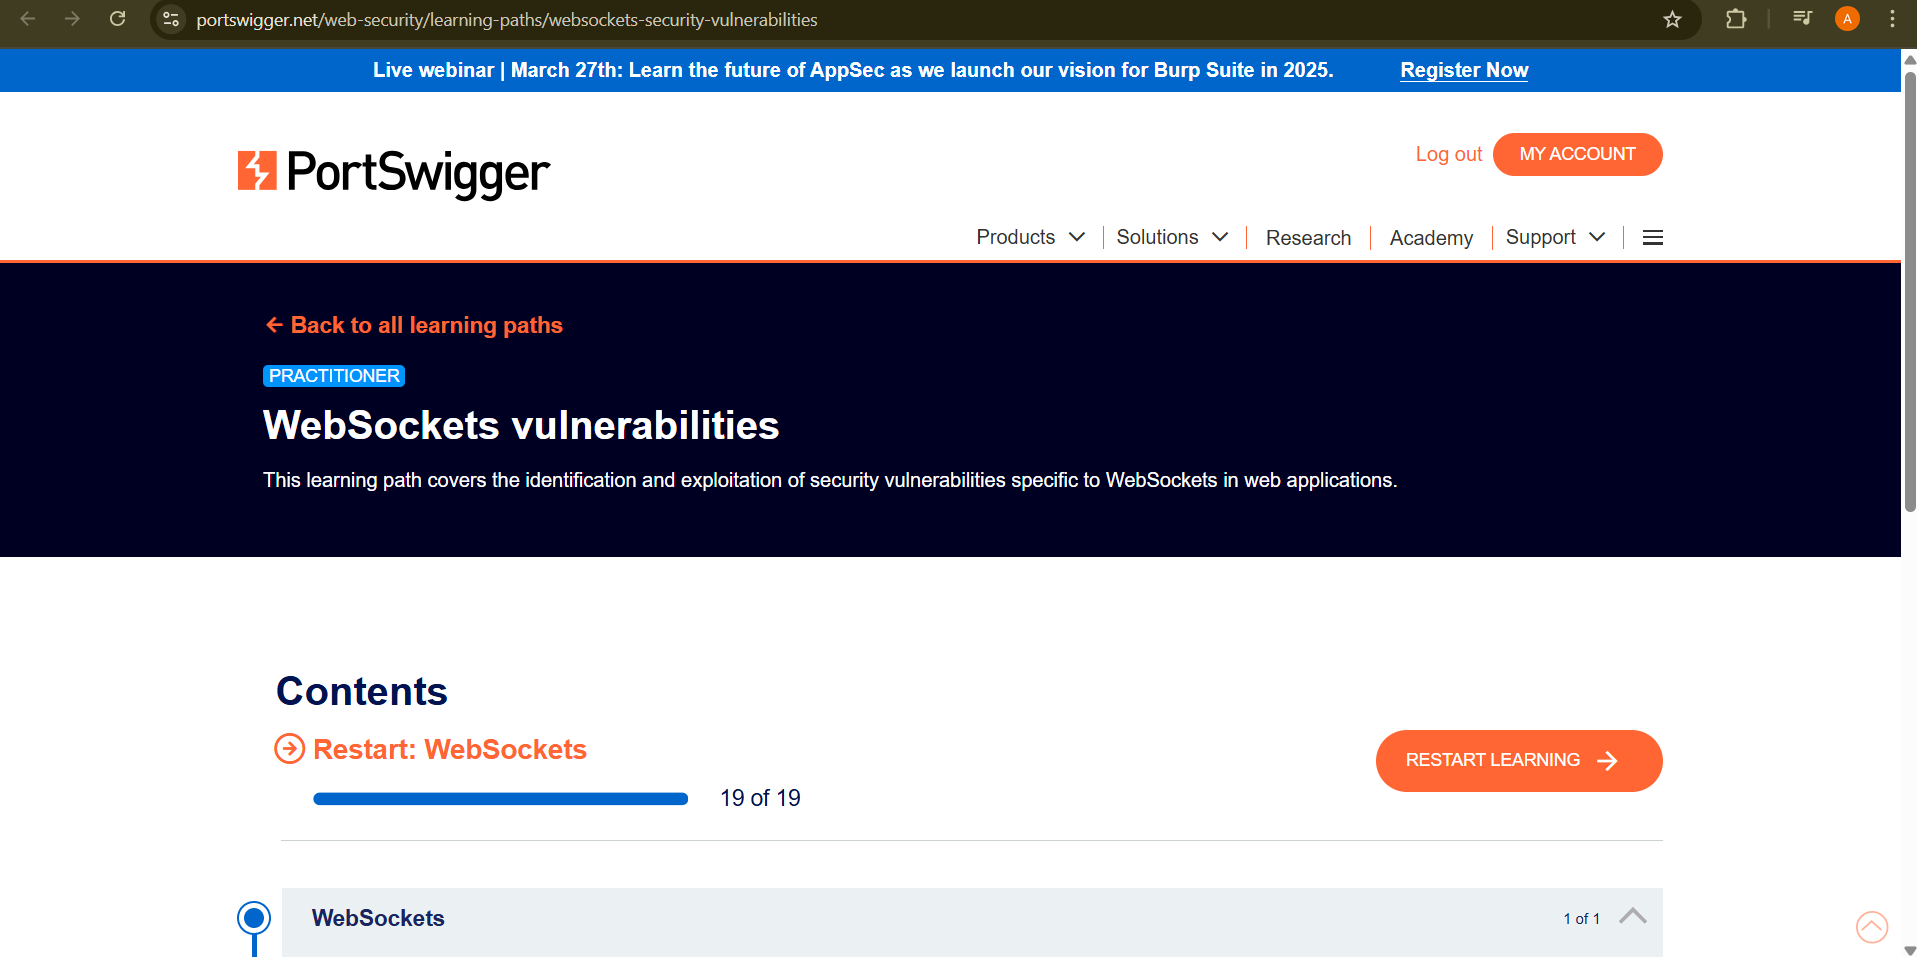 portswigger.net/web-security/learning-paths/websockets-security-vulnerabilities
A
Live webinar | March 27th: Learn the future of AppSec as we launch our vision for Burp Suite in 2025. Register Now
PortSwigger
Log out MY ACCOUNT
Products Solutions Research Academy Support
← Back to all learning paths
PRACTITIONER
WebSockets vulnerabilities
This learning path covers the identification and exploitation of security vulnerabilities specific to WebSockets in web applications.
Contents
Restart: WebSockets
RESTART LEARNING →
19 of 19
WebSockets 1 of 1